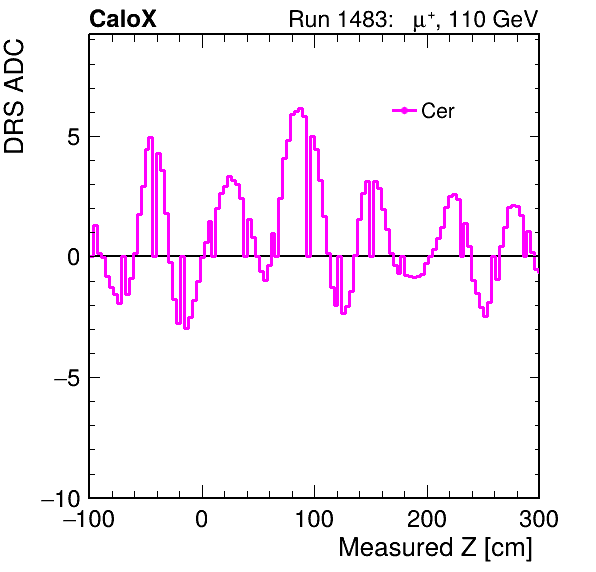 CaloX Run 1483: μ⁺, 110 GeV
DRS ADC
Cer
5
0
−5
−10
−100 0 100 200 300
Measured Z [cm]